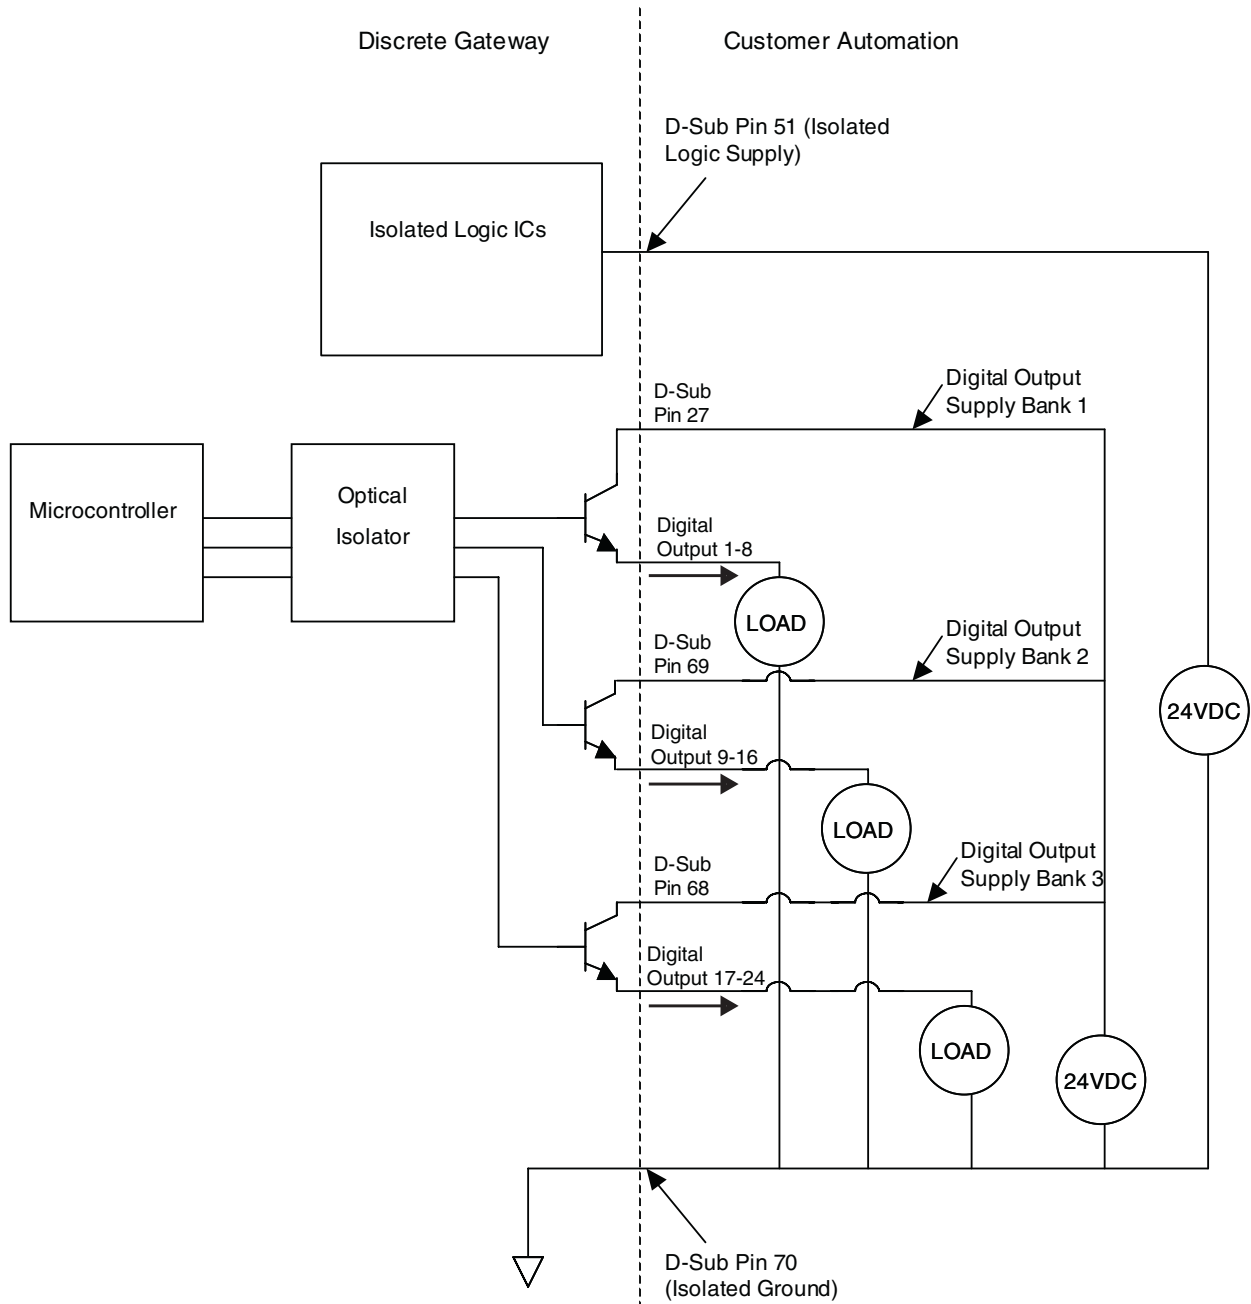 Discrete Gateway
Customer Automation
D-Sub Pin 51 (Isolated
Logic Supply)
Isolated Logic ICs
D-Sub
Pin 27
Digital Output
Supply Bank 1
Microcontroller
Optical
Isolator
Digital
Output 1-8
LOAD
D-Sub
Pin 69
Digital Output
Supply Bank 2
24VDC
Digital
Output 9-16
LOAD
D-Sub
Pin 68
Digital Output
Supply Bank 3
Digital
Output 17-24
LOAD
24VDC
D-Sub Pin 70
(Isolated Ground)